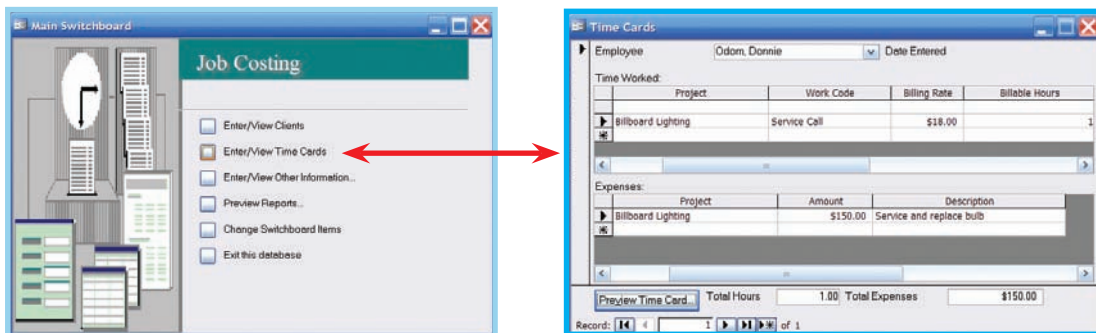 Main Switchboard
Job Costing
Enter/View Clients
Enter/View Time Cards
Enter/View Other Information...
Preview Reports...
Change Switchboard Items
Exit this database
Time Cards
Employee Odom, Donnie Date Entered
Time Worked:
Project Work Code Billing Rate Billable Hours
Billboard Lighting Service Call $18.00 1
Expenses:
Project Amount Description
Billboard Lighting $150.00 Service and replace bulb
Preview Time Card... Total Hours 1.00 Total Expenses $150.00
Record: 1 of 1